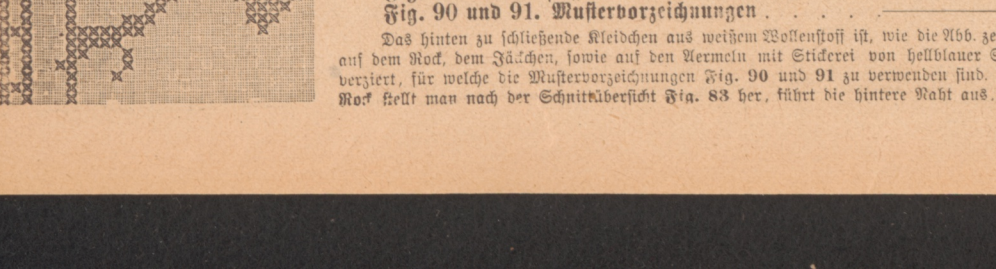 Fig. 90 und 91. Mustervorzeichnungen . . . . .
Das hinten zu schließende Kleidchen aus weißem Wollenstoff ist, wie die Abb.
auf dem Rock, dem Jäckchen, sowie auf den Aermeln mit Stickerei von hellblauer
verziert, für welche die Mustervorzeichnungen Fig. 90 und 91 zu verwenden sind.
Rock stellt man nach der Schnittübersicht Fig. 83 her, führt die hintere Naht aus.